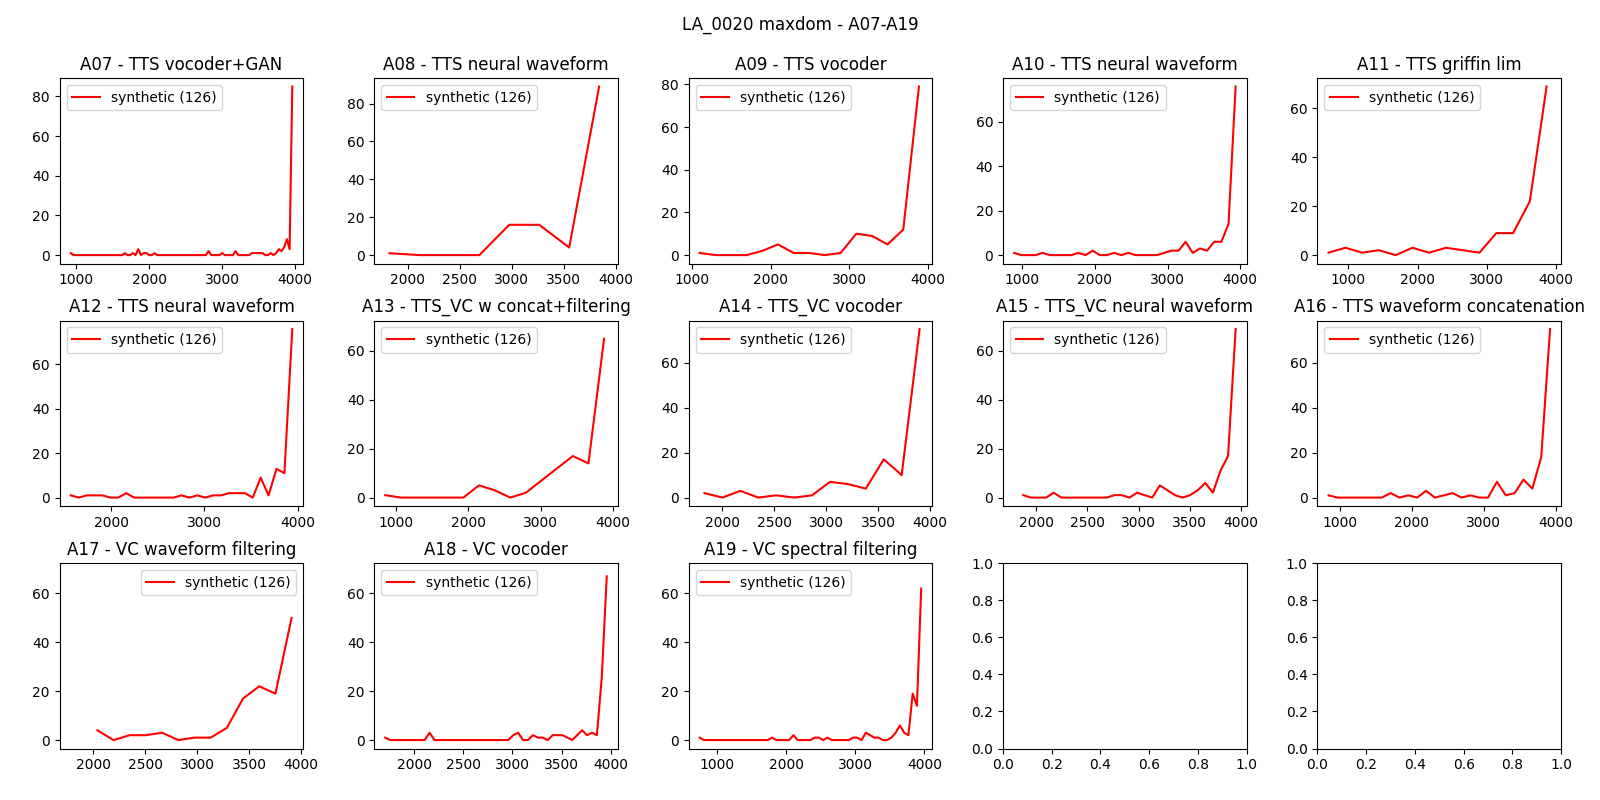 LA_0020 maxdom - A07-A19
A07 - TTS vocoder+GAN
synthetic (126)
80
60
40
20
0
1000 2000 3000 4000
A08 - TTS neural waveform
synthetic (126)
80
60
40
20
0
2000 2500 3000 3500 4000
A09 - TTS vocoder
synthetic (126)
80
60
40
20
0
1000 2000 3000 4000
A10 - TTS neural waveform
synthetic (126)
60
40
20
0
1000 2000 3000 4000
A11 - TTS griffin lim
synthetic (126)
60
40
20
0
1000 2000 3000 4000
A12 - TTS neural waveform
synthetic (126)
60
40
20
0
2000 3000 4000
A13 - TTS_VC w concat+filtering
synthetic (126)
60
40
20
0
1000 2000 3000 4000
A14 - TTS_VC vocoder
synthetic (126)
60
40
20
0
2000 2500 3000 3500 4000
A15 - TTS_VC neural waveform
synthetic (126)
60
40
20
0
2000 2500 3000 3500 4000
A16 - TTS waveform concatenation
synthetic (126)
60
40
20
0
1000 2000 3000 4000
A17 - VC waveform filtering
synthetic (126)
60
40
20
0
2000 2500 3000 3500 4000
A18 - VC vocoder
synthetic (126)
60
40
20
0
2000 2500 3000 3500 4000
A19 - VC spectral filtering
synthetic (126)
60
40
20
0
1000 2000 3000 4000
1.0
0.8
0.6
0.4
0.2
0.0
0.0 0.2 0.4 0.6 0.8 1.0
1.0
0.8
0.6
0.4
0.2
0.0
0.0 0.2 0.4 0.6 0.8 1.0